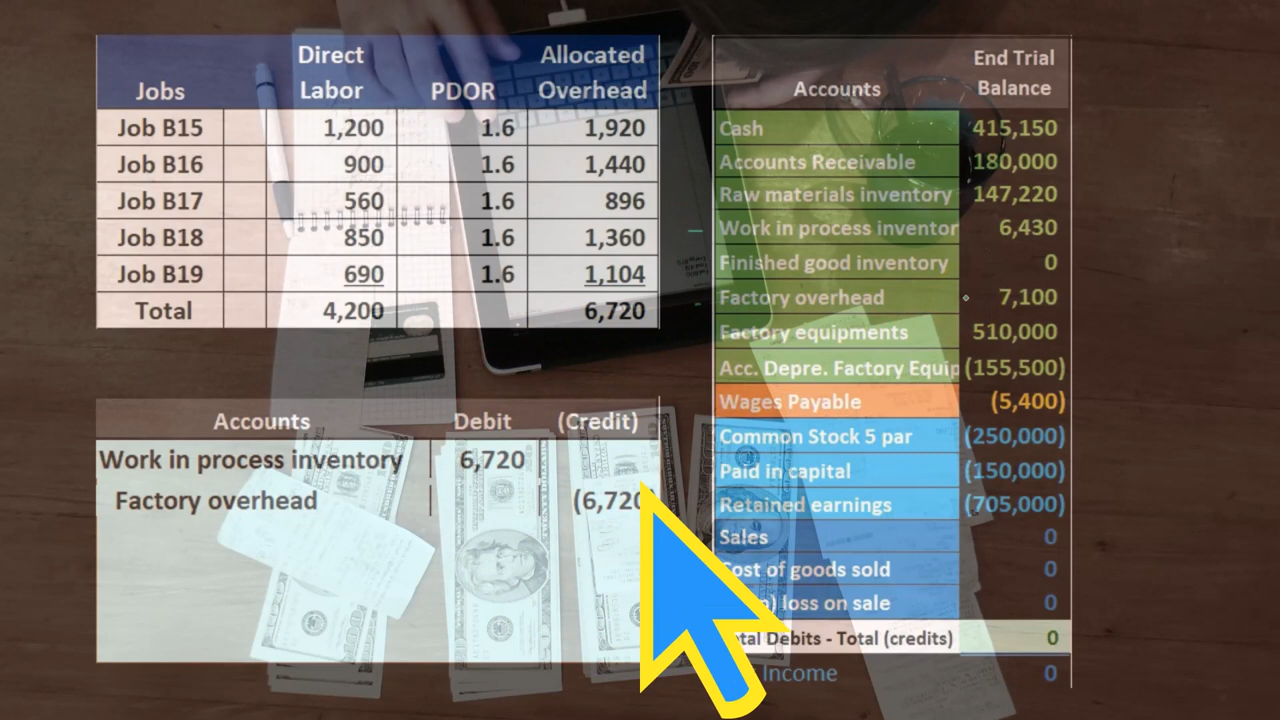 Direct
Labor
Allocated
Overhead
Jobs
PDOR
Job B15 1,200 1.6 1,920
Job B16 900 1.6 1,440
Job B17 560 1.6 896
Job B18 850 1.6 1,360
Job B19 690 1.6 1,104
Total 4,200 6,720
Accounts Debit (Credit)
Work in process inventory 6,720
Factory overhead (6,720
End Trial
Accounts Balance
Cash 415,150
Accounts Receivable 180,000
Raw materials inventory 147,220
Work in process inventor 6,430
Finished good inventory 0
Factory overhead 7,100
Factory equipments 510,000
Acc. Depre. Factory Equip (155,500)
Wages Payable (5,400)
Common Stock 5 par (250,000)
Paid in capital (150,000)
Retained earnings (705,000)
Sales 0
Cost of goods sold 0
loss on sale 0
Debits - Total (credits) 0
Income 0